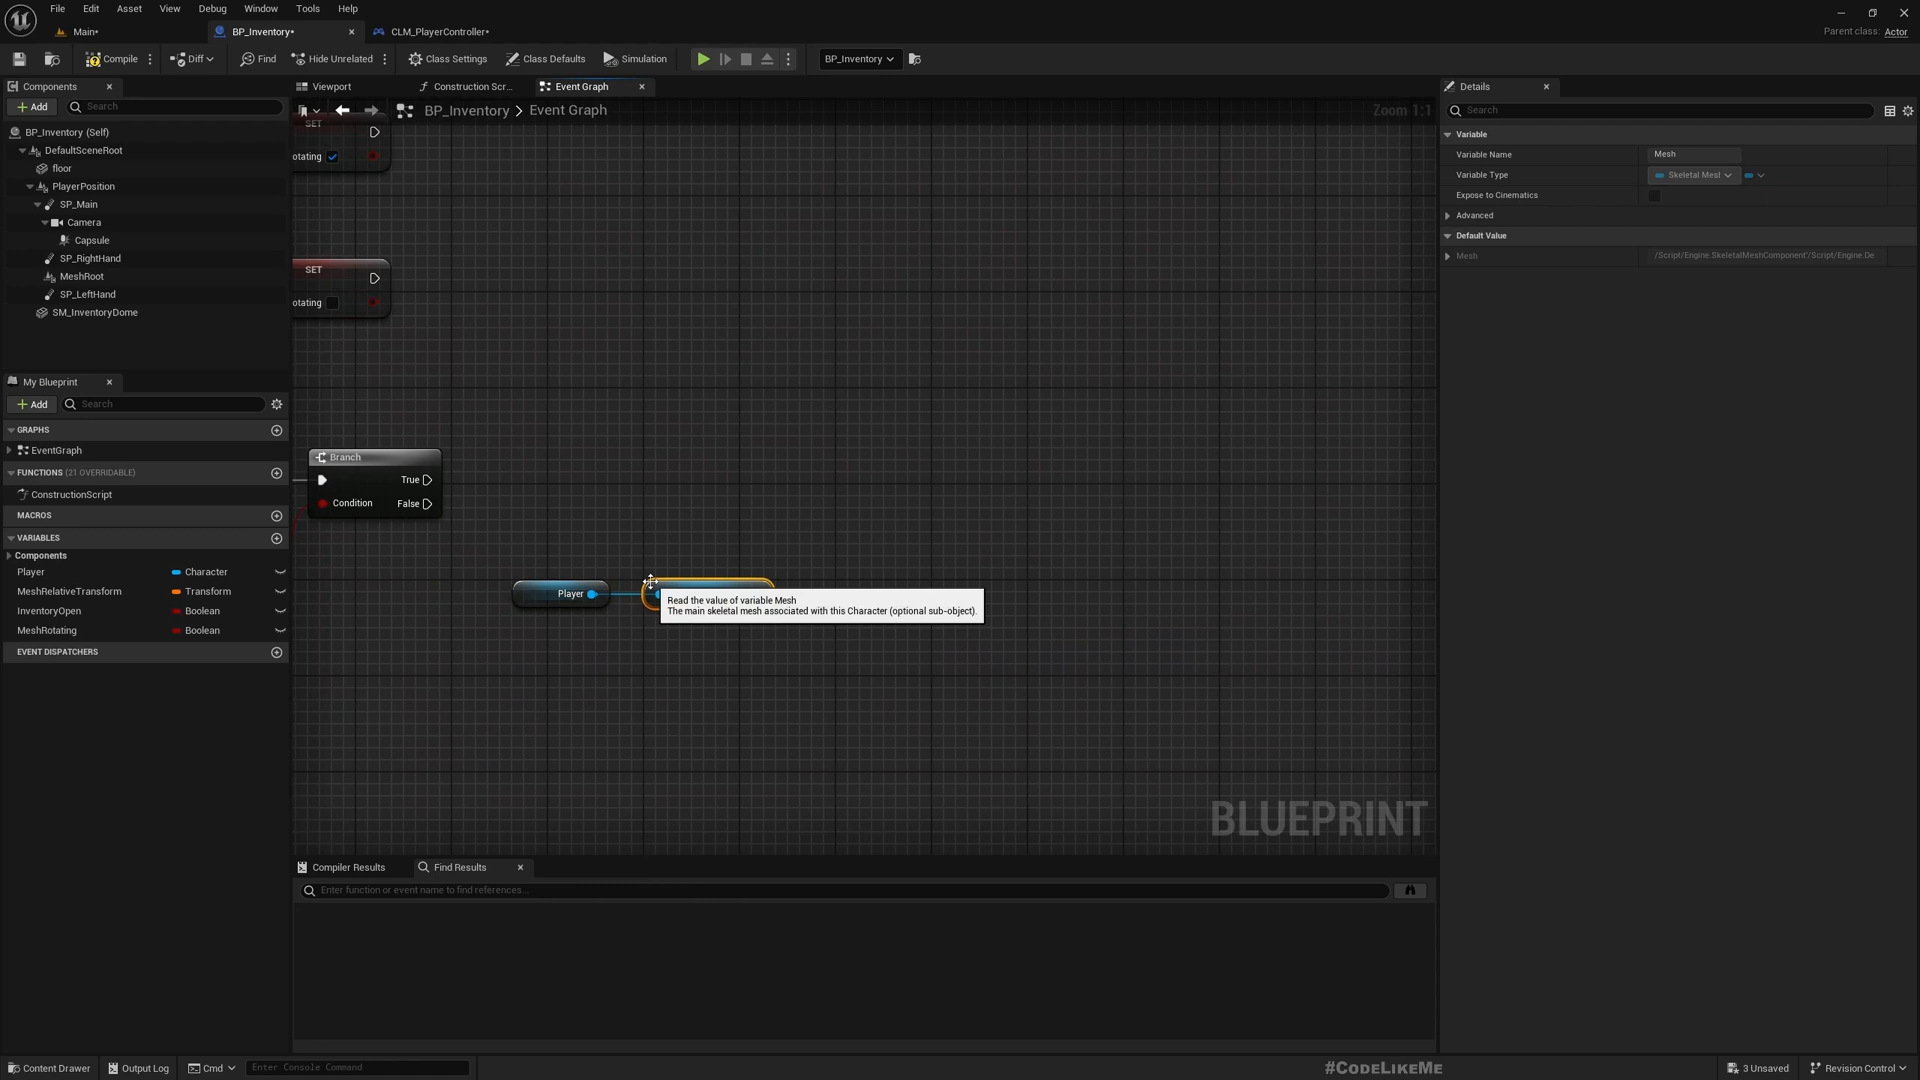 File Edit Asset View Window Debug Tools Help
Main•
BP_Inventory•
CLM_PlayerController•
Parent class: Actor
Compile
Diff
Find
Hide Unrelated
Class Settings
Class Defaults
Simulation
BP_Inventory
Components
Add
Search
BP_Inventory (Self)
DefaultSceneRoot
floor
PlayerPosition
SP_Main
Camera
Capsule
SP_RightHand
MeshRoot
SP_LeftHand
SM_InventoryDome
My Blueprint
Add
Search
GRAPHS
EventGraph
FUNCTIONS (21 OVERRIDABLE)
ConstructionScript
MACROS
VARIABLES
Components
Player Character
MeshRelativeTransform Transform
InventoryOpen Boolean
MeshRotating Boolean
EVENT DISPATCHERS
Viewport
Construction Scr...
Event Graph
BP_Inventory > Event Graph
Zoom 1:1
SET
otating
SET
otating
Branch
True
Condition False
Player
Read the value of variable Mesh
The main skeletal mesh associated with this Character (optional sub-object).
BLUEPRINT
Compiler Results
Find Results
Enter function or event name to find references...
Details
Search
Variable
Variable Name Mesh
Variable Type Skeletal Mesl
Expose to Cinematics
Advanced
Default Value
Mesh /Script/Engine.SkeletalMeshComponent'/Script/Engine.De
Content Drawer
Output Log
Cmd
Enter Console Command
#CodeLikeMe
3 Unsaved
Revision Control